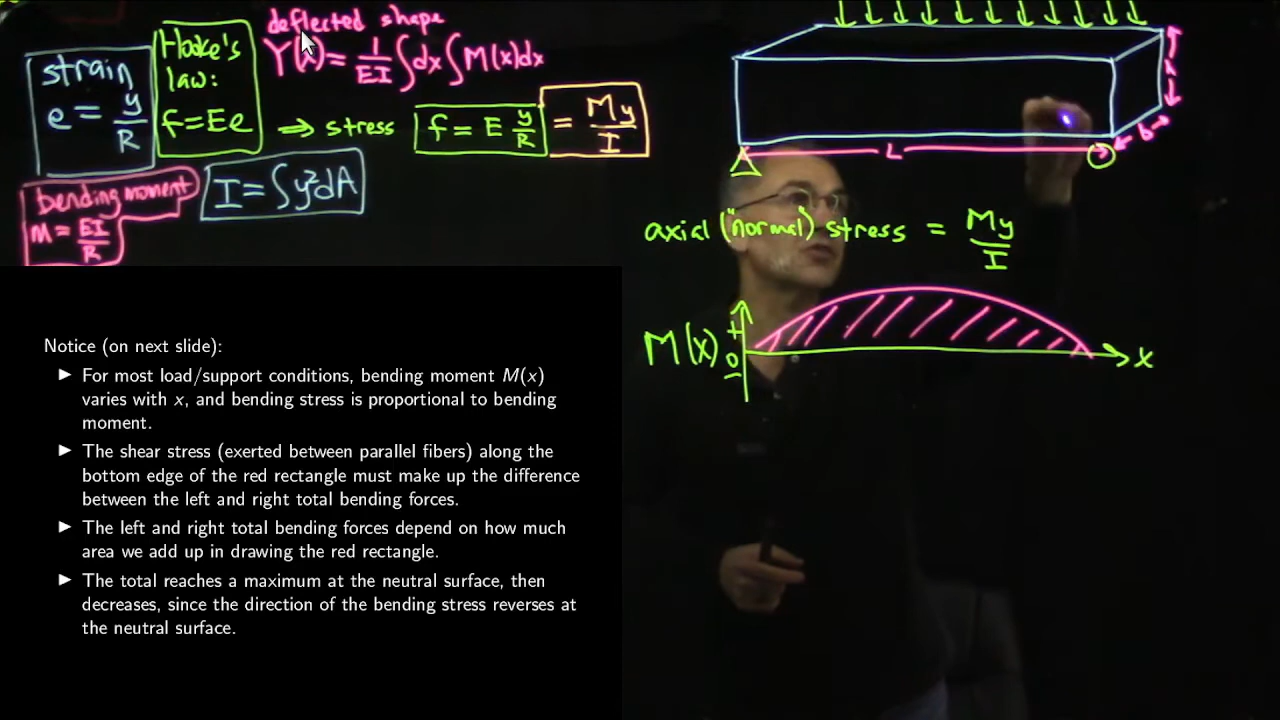 deflected shape
Y(x) = 1/EI ∫dx ∫M(x)dx
strain
e = y/R
Hooke's
law:
f=Ee
⇒ stress
f = E y/R
= My/I
bending moment
M = EI/R
I = ∫y²dA
L
b
h
axial ("normal") stress = My/I
M(x)
+
0
−
x
Notice (on next slide):
▶ For most load/support conditions, bending moment M(x)
varies with x, and bending stress is proportional to bending
moment.
▶ The shear stress (exerted between parallel fibers) along the
bottom edge of the red rectangle must make up the difference
between the left and right total bending forces.
▶ The left and right total bending forces depend on how much
area we add up in drawing the red rectangle.
▶ The total reaches a maximum at the neutral surface, then
decreases, since the direction of the bending stress reverses at
the neutral surface.